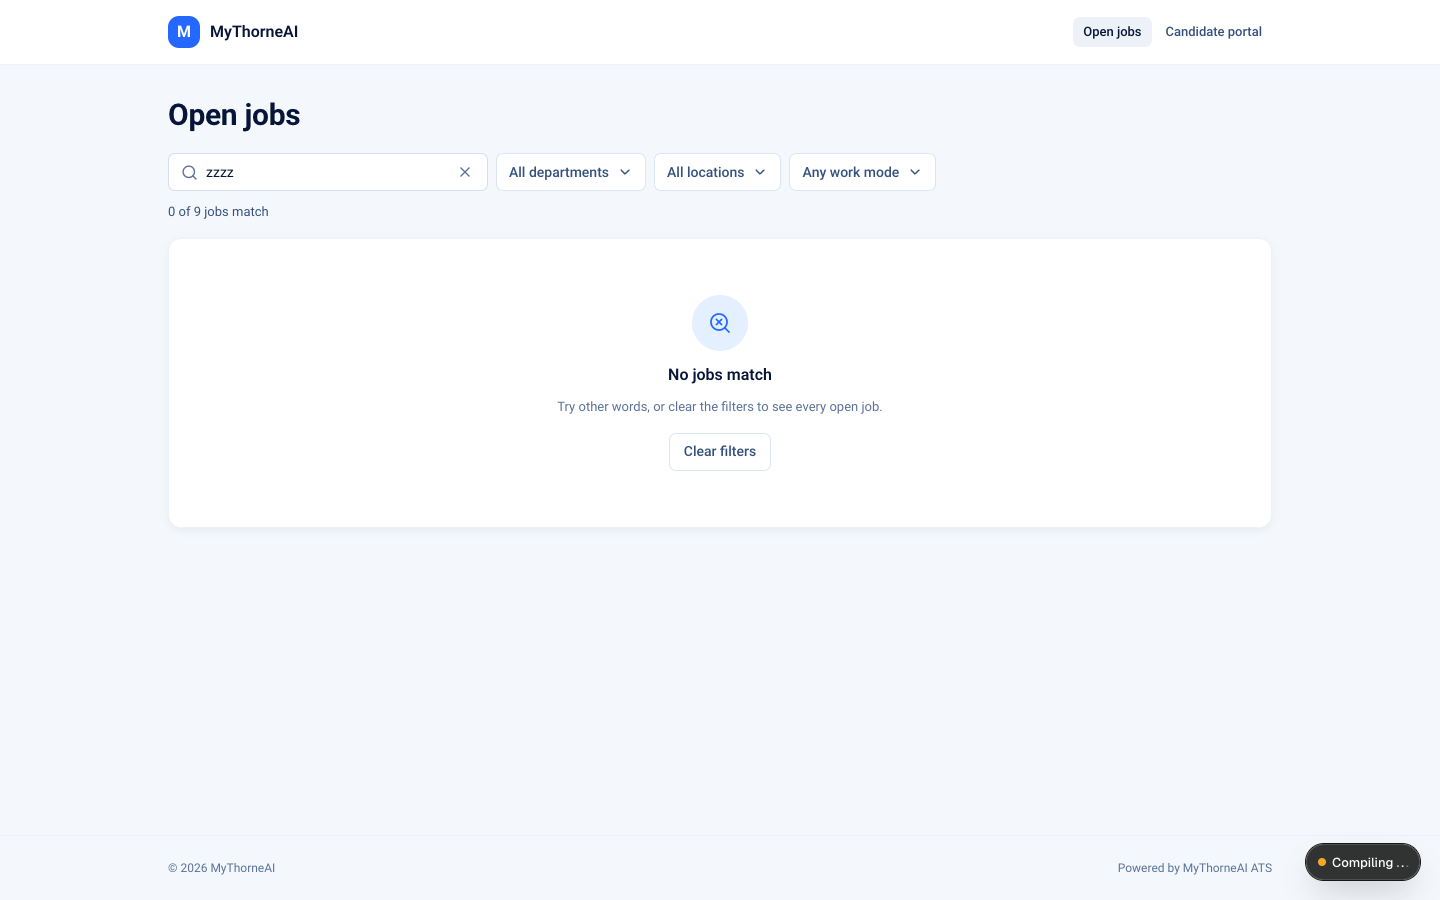 M MyThorneAI
Open jobs Candidate portal
Open jobs
zzzz
All departments
All locations
Any work mode
0 of 9 jobs match
No jobs match
Try other words, or clear the filters to see every open job.
Clear filters
© 2026 MyThorneAI
Powered by MyThorneAI ATS
Compiling ...